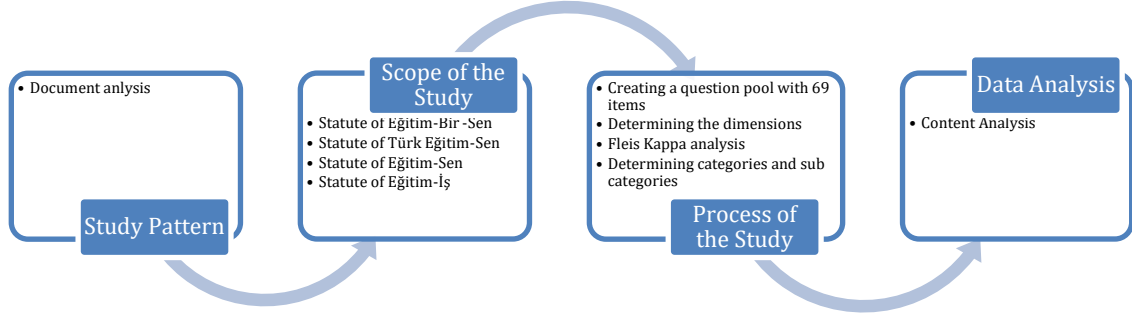 • Document anlysis
Study Pattern
Scope of the
Study
• Statute of Eğitim-Bir-Sen
• Statute of Türk Eğitim-Sen
• Statute of Eğitim-Sen
• Statute of Eğitim-İş
• Creating a question pool with 69
items
• Determining the dimensions
• Fleis Kappa analysis
• Determining categories and sub
categories
Process of
the Study
Data Analysis
• Content Analysis